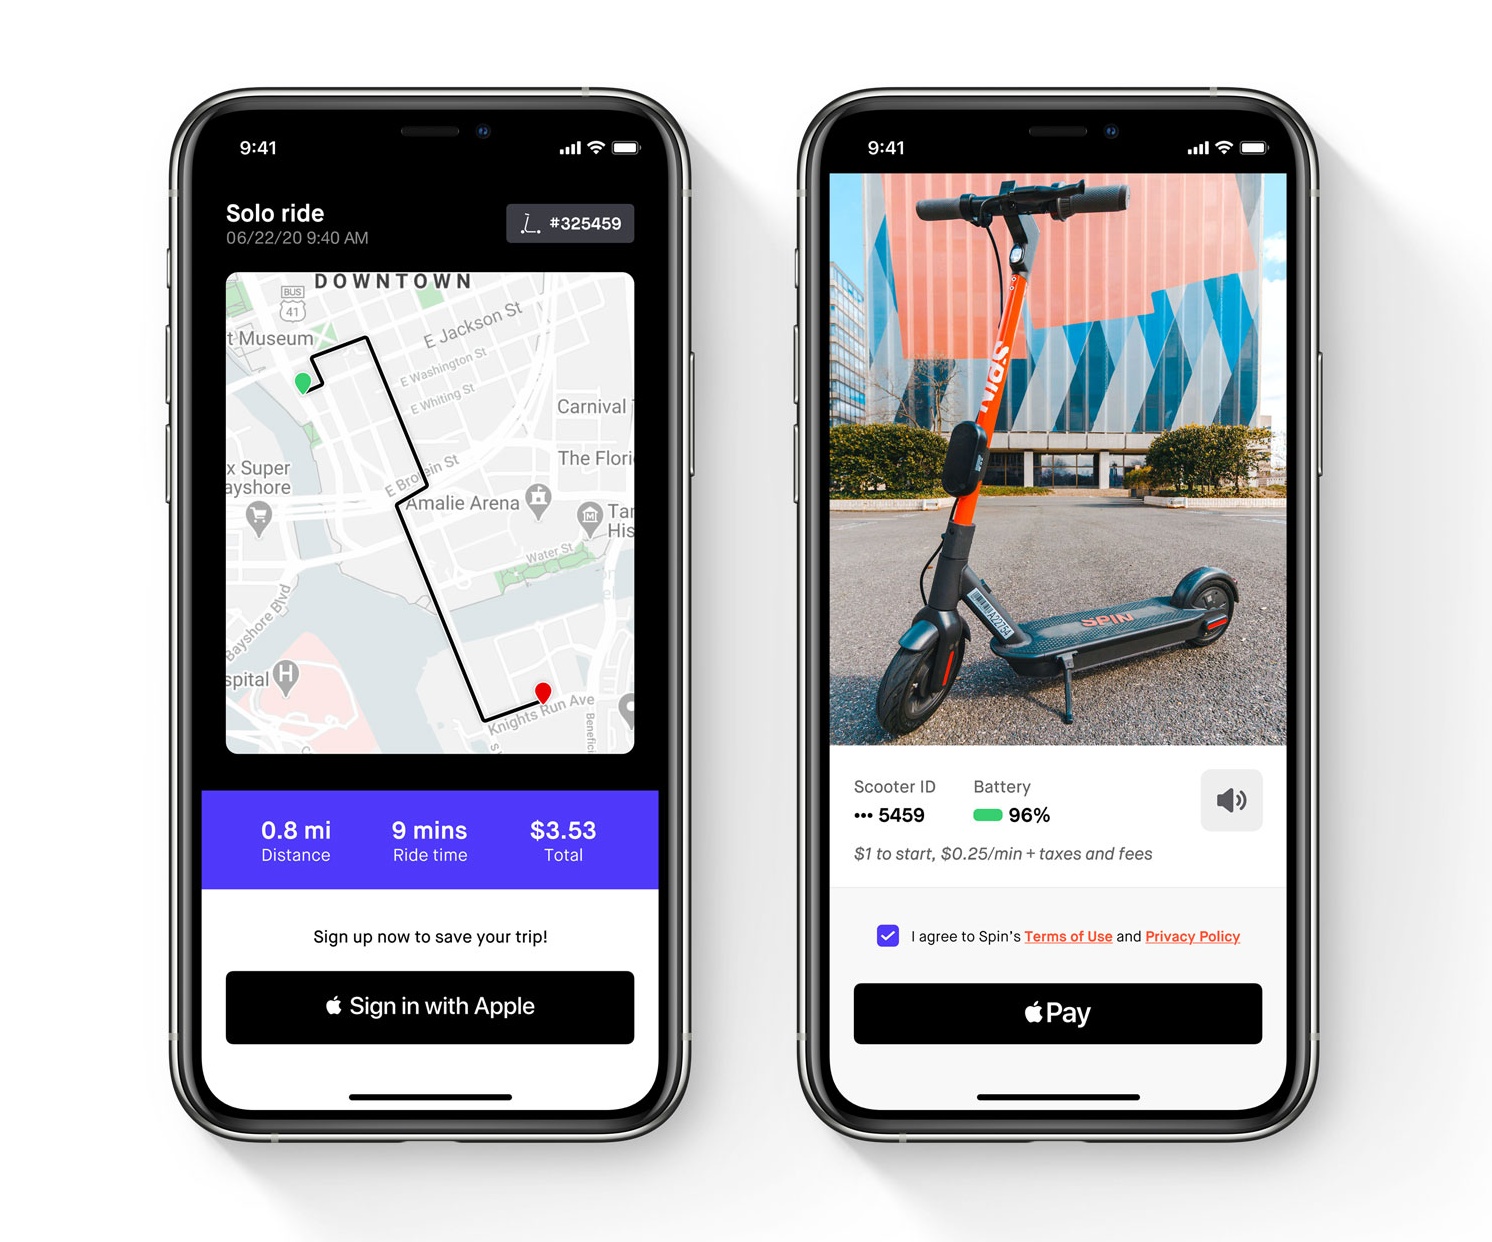 9:41
Solo ride
06/22/20 9:40 AM
#325459
DOWNTOWN
BUS
41
t Museum
E Jackson St
E Washington St
E Whiting St
Carnival
x Super
ayshore
E Bro in St
The Flori
Amalie Arena
Tar
His
Water St
Bayshore Blvd
spital
H
Knights Run Ave
Benefici
0.8 mi
9 mins
$3.53
Distance
Ride time
Total
Sign up now to save your trip!
Sign in with Apple
9:41
SPIN
SPIN
Scooter ID
Battery
••• 5459
96%
$1 to start, $0.25/min + taxes and fees
I agree to Spin's Terms of Use and Privacy Policy
Pay